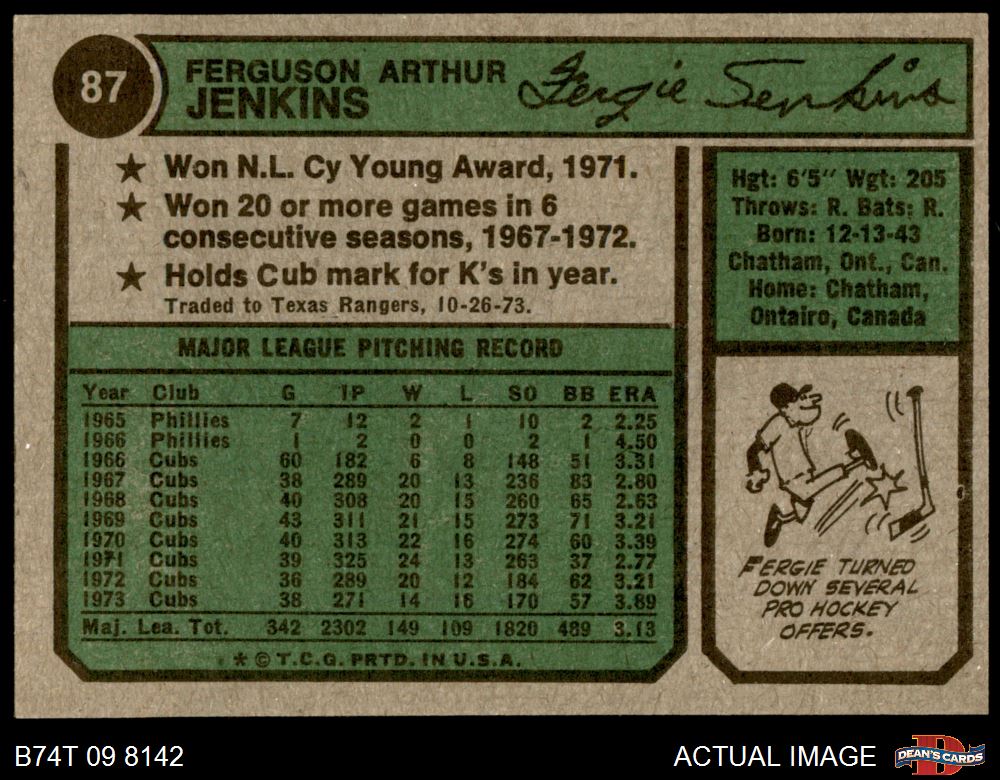 87
FERGUSON ARTHUR
JENKINS
Fergie Jenkins
★ Won N.L. Cy Young Award, 1971.
★ Won 20 or more games in 6
consecutive seasons, 1967-1972.
★ Holds Cub mark for K's in year.
Traded to Texas Rangers, 10-26-73.
MAJOR LEAGUE PITCHING RECORD
Year Club G IP W L SO BB ERA
1965 Phillies 7 12 2 1 10 2 2.25
1966 Phillies 1 2 0 0 2 1 4.50
1966 Cubs 60 182 6 8 148 51 3.31
1967 Cubs 38 289 20 13 236 83 2.80
1968 Cubs 40 308 20 15 260 65 2.63
1969 Cubs 43 311 21 15 273 71 3.21
1970 Cubs 40 313 22 16 274 60 3.39
1971 Cubs 39 325 24 13 263 37 2.77
1972 Cubs 36 289 20 12 184 62 3.21
1973 Cubs 38 271 14 16 170 57 3.89
Maj. Lea. Tot. 342 2302 149 109 1820 489 3.13
* © T.C.G. PRTD. IN U.S.A.
Hgt: 6'5" Wgt: 205
Throws: R. Bats: R.
Born: 12-13-43
Chatham, Ont., Can.
Home: Chatham,
Ontairo, Canada
FERGIE TURNED
DOWN SEVERAL
PRO HOCKEY
OFFERS.
B74T 09 8142
ACTUAL IMAGE
DEAN'S CARDS